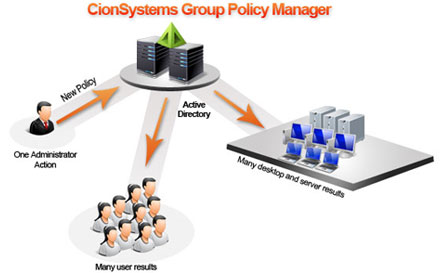 CionSystems Group Policy Manager
New Policy
Active
Directory
One Administrator
Action
Many desktop and server results
Many user results